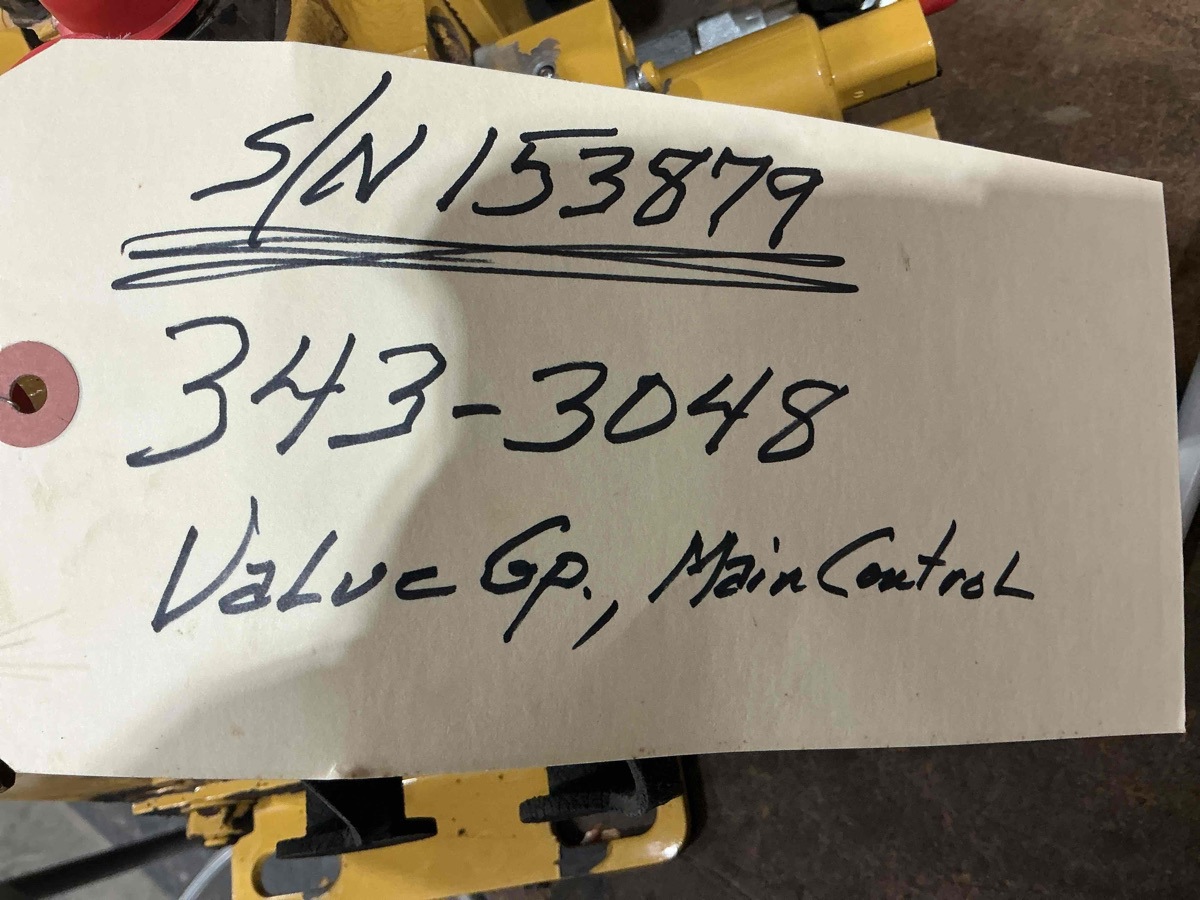 S/N 153879
343-3048
Valve Gp., Main Control